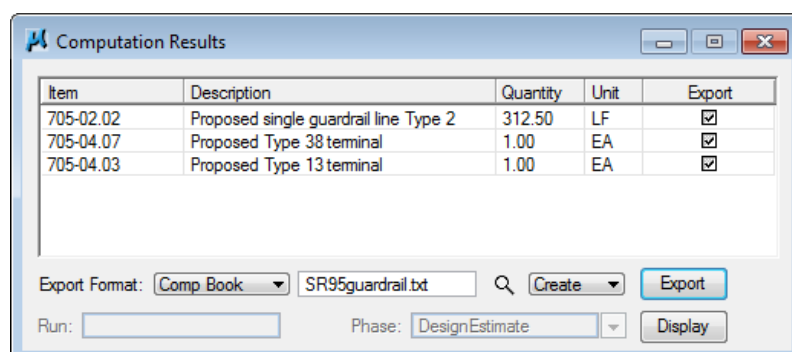 Computation Results
Item Description Quantity Unit Export
705-02.02 Proposed single guardrail line Type 2 312.50 LF
705-04.07 Proposed Type 38 terminal 1.00 EA
705-04.03 Proposed Type 13 terminal 1.00 EA
Export Format: Comp Book SR95guardrail.txt Create Export
Run: Phase: DesignEstimate Display